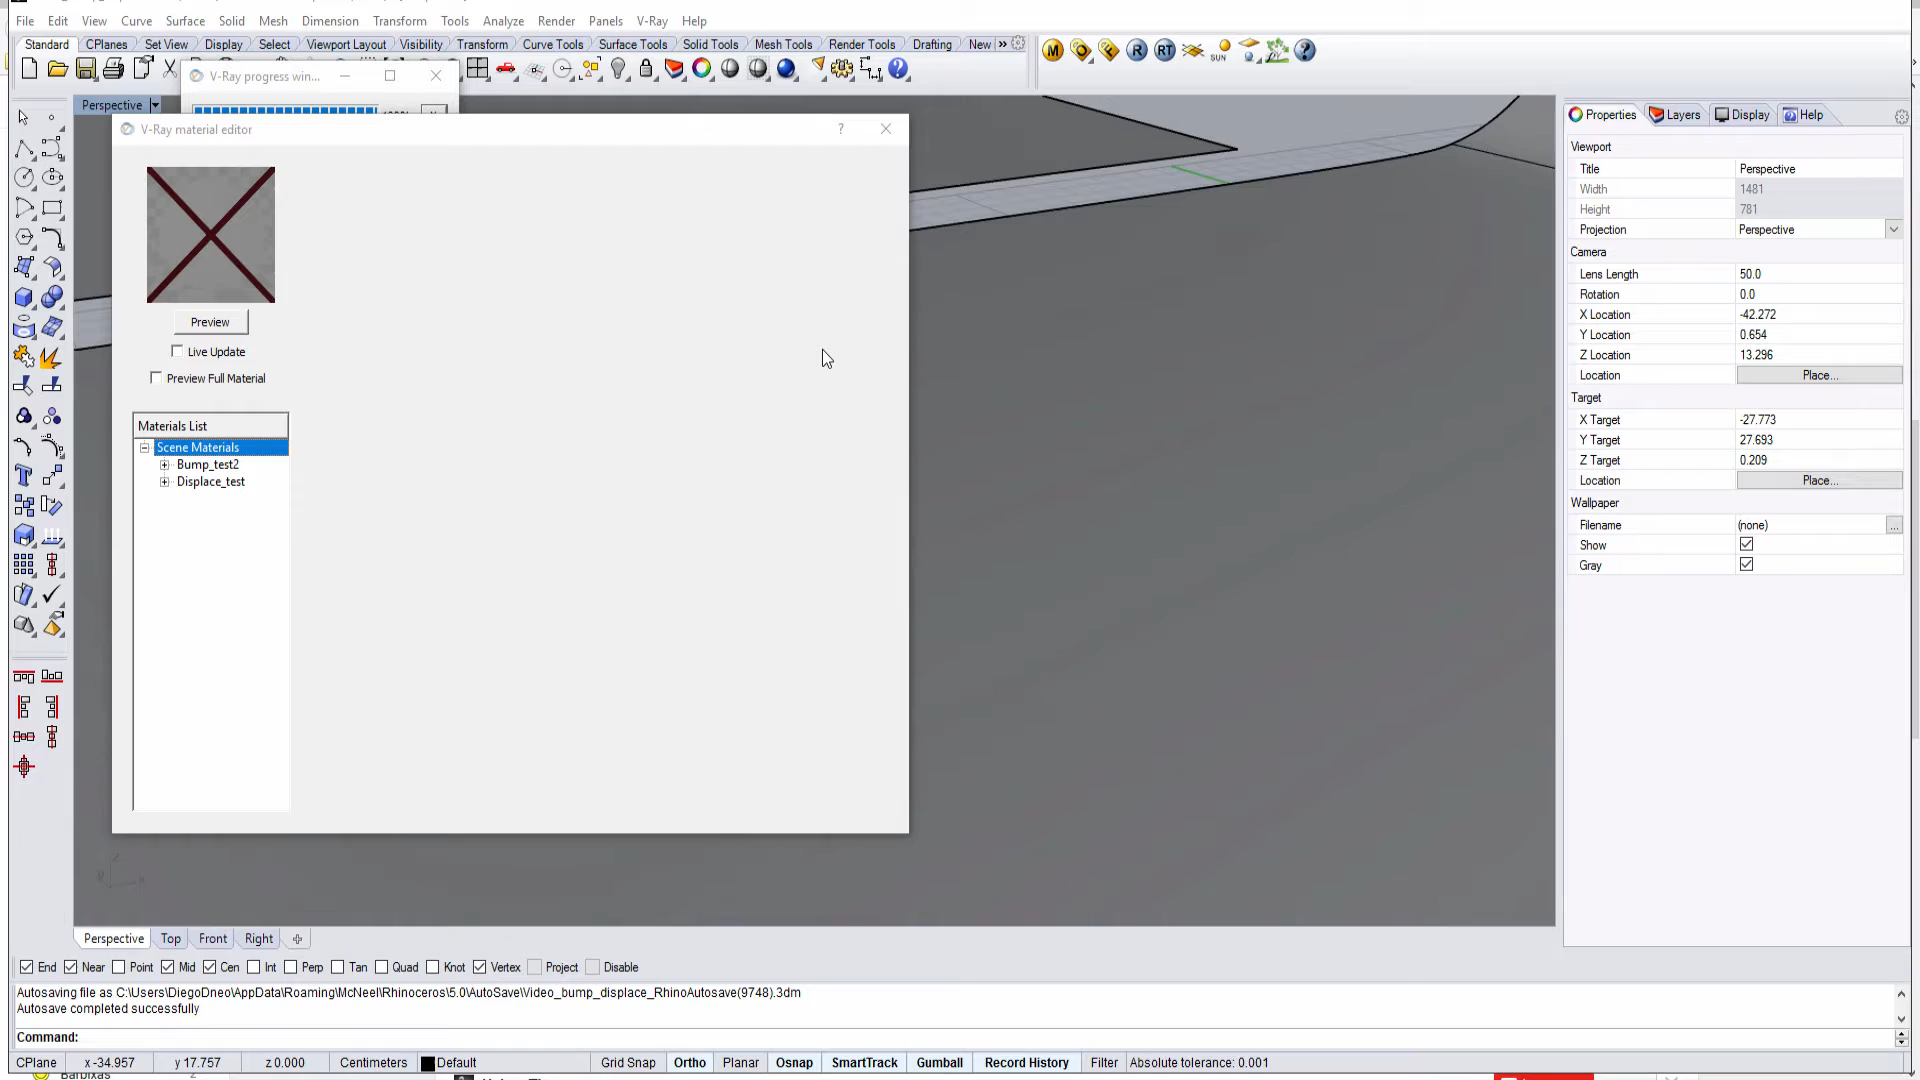 File Edit View Curve Surface Solid Mesh Dimension Transform Tools Analyze Render Panels V-Ray Help
Standard CPlanes Set View Display Select Viewport Layout Visibility Transform Curve Tools Surface Tools Solid Tools Mesh Tools Render Tools Drafting New »
M R RT SUN
V-Ray progress win...
Perspective
V-Ray material editor
Preview
Live Update
Preview Full Material
Materials List
Scene Materials
Bump_test2
Displace_test
Properties Layers Display Help
Viewport
Title Perspective
Width 1481
Height 781
Projection Perspective
Camera
Lens Length 50.0
Rotation 0.0
X Location -42.272
Y Location 0.654
Z Location 13.296
Location Place...
Target
X Target -27.773
Y Target 27.693
Z Target 0.209
Location Place...
Wallpaper
Filename (none) ...
Show
Gray
Perspective Top Front Right
End Near Point Mid Cen Int Perp Tan Quad Knot Vertex Project Disable
Autosaving file as C:\Users\DiegoDneo\AppData\Roaming\McNeel\Rhinoceros\5.0\AutoSave\Video_bump_displace_RhinoAutosave(9748).3dm
Autosave completed successfully
Command:
CPlane x -34.957 y 17.757 z 0.000 Centimeters Default Grid Snap Ortho Planar Osnap SmartTrack Gumball Record History Filter Absolute tolerance: 0.001